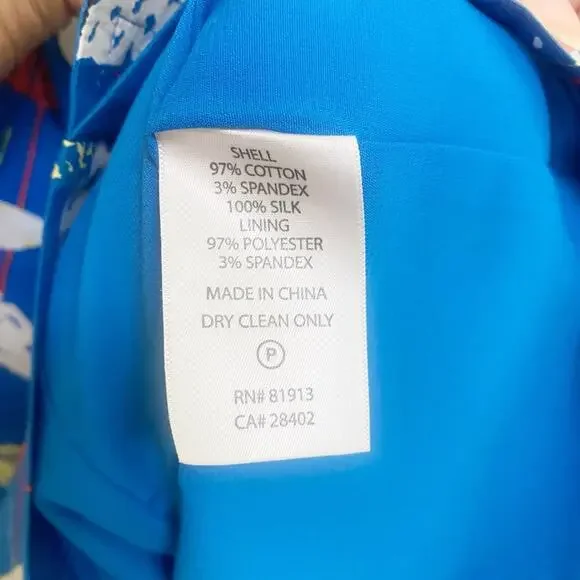 SHELL
97% COTTON
3% SPANDEX
100% SILK
LINING
97% POLYESTER
3% SPANDEX
MADE IN CHINA
DRY CLEAN ONLY
P
RN# 81913
CA# 28402